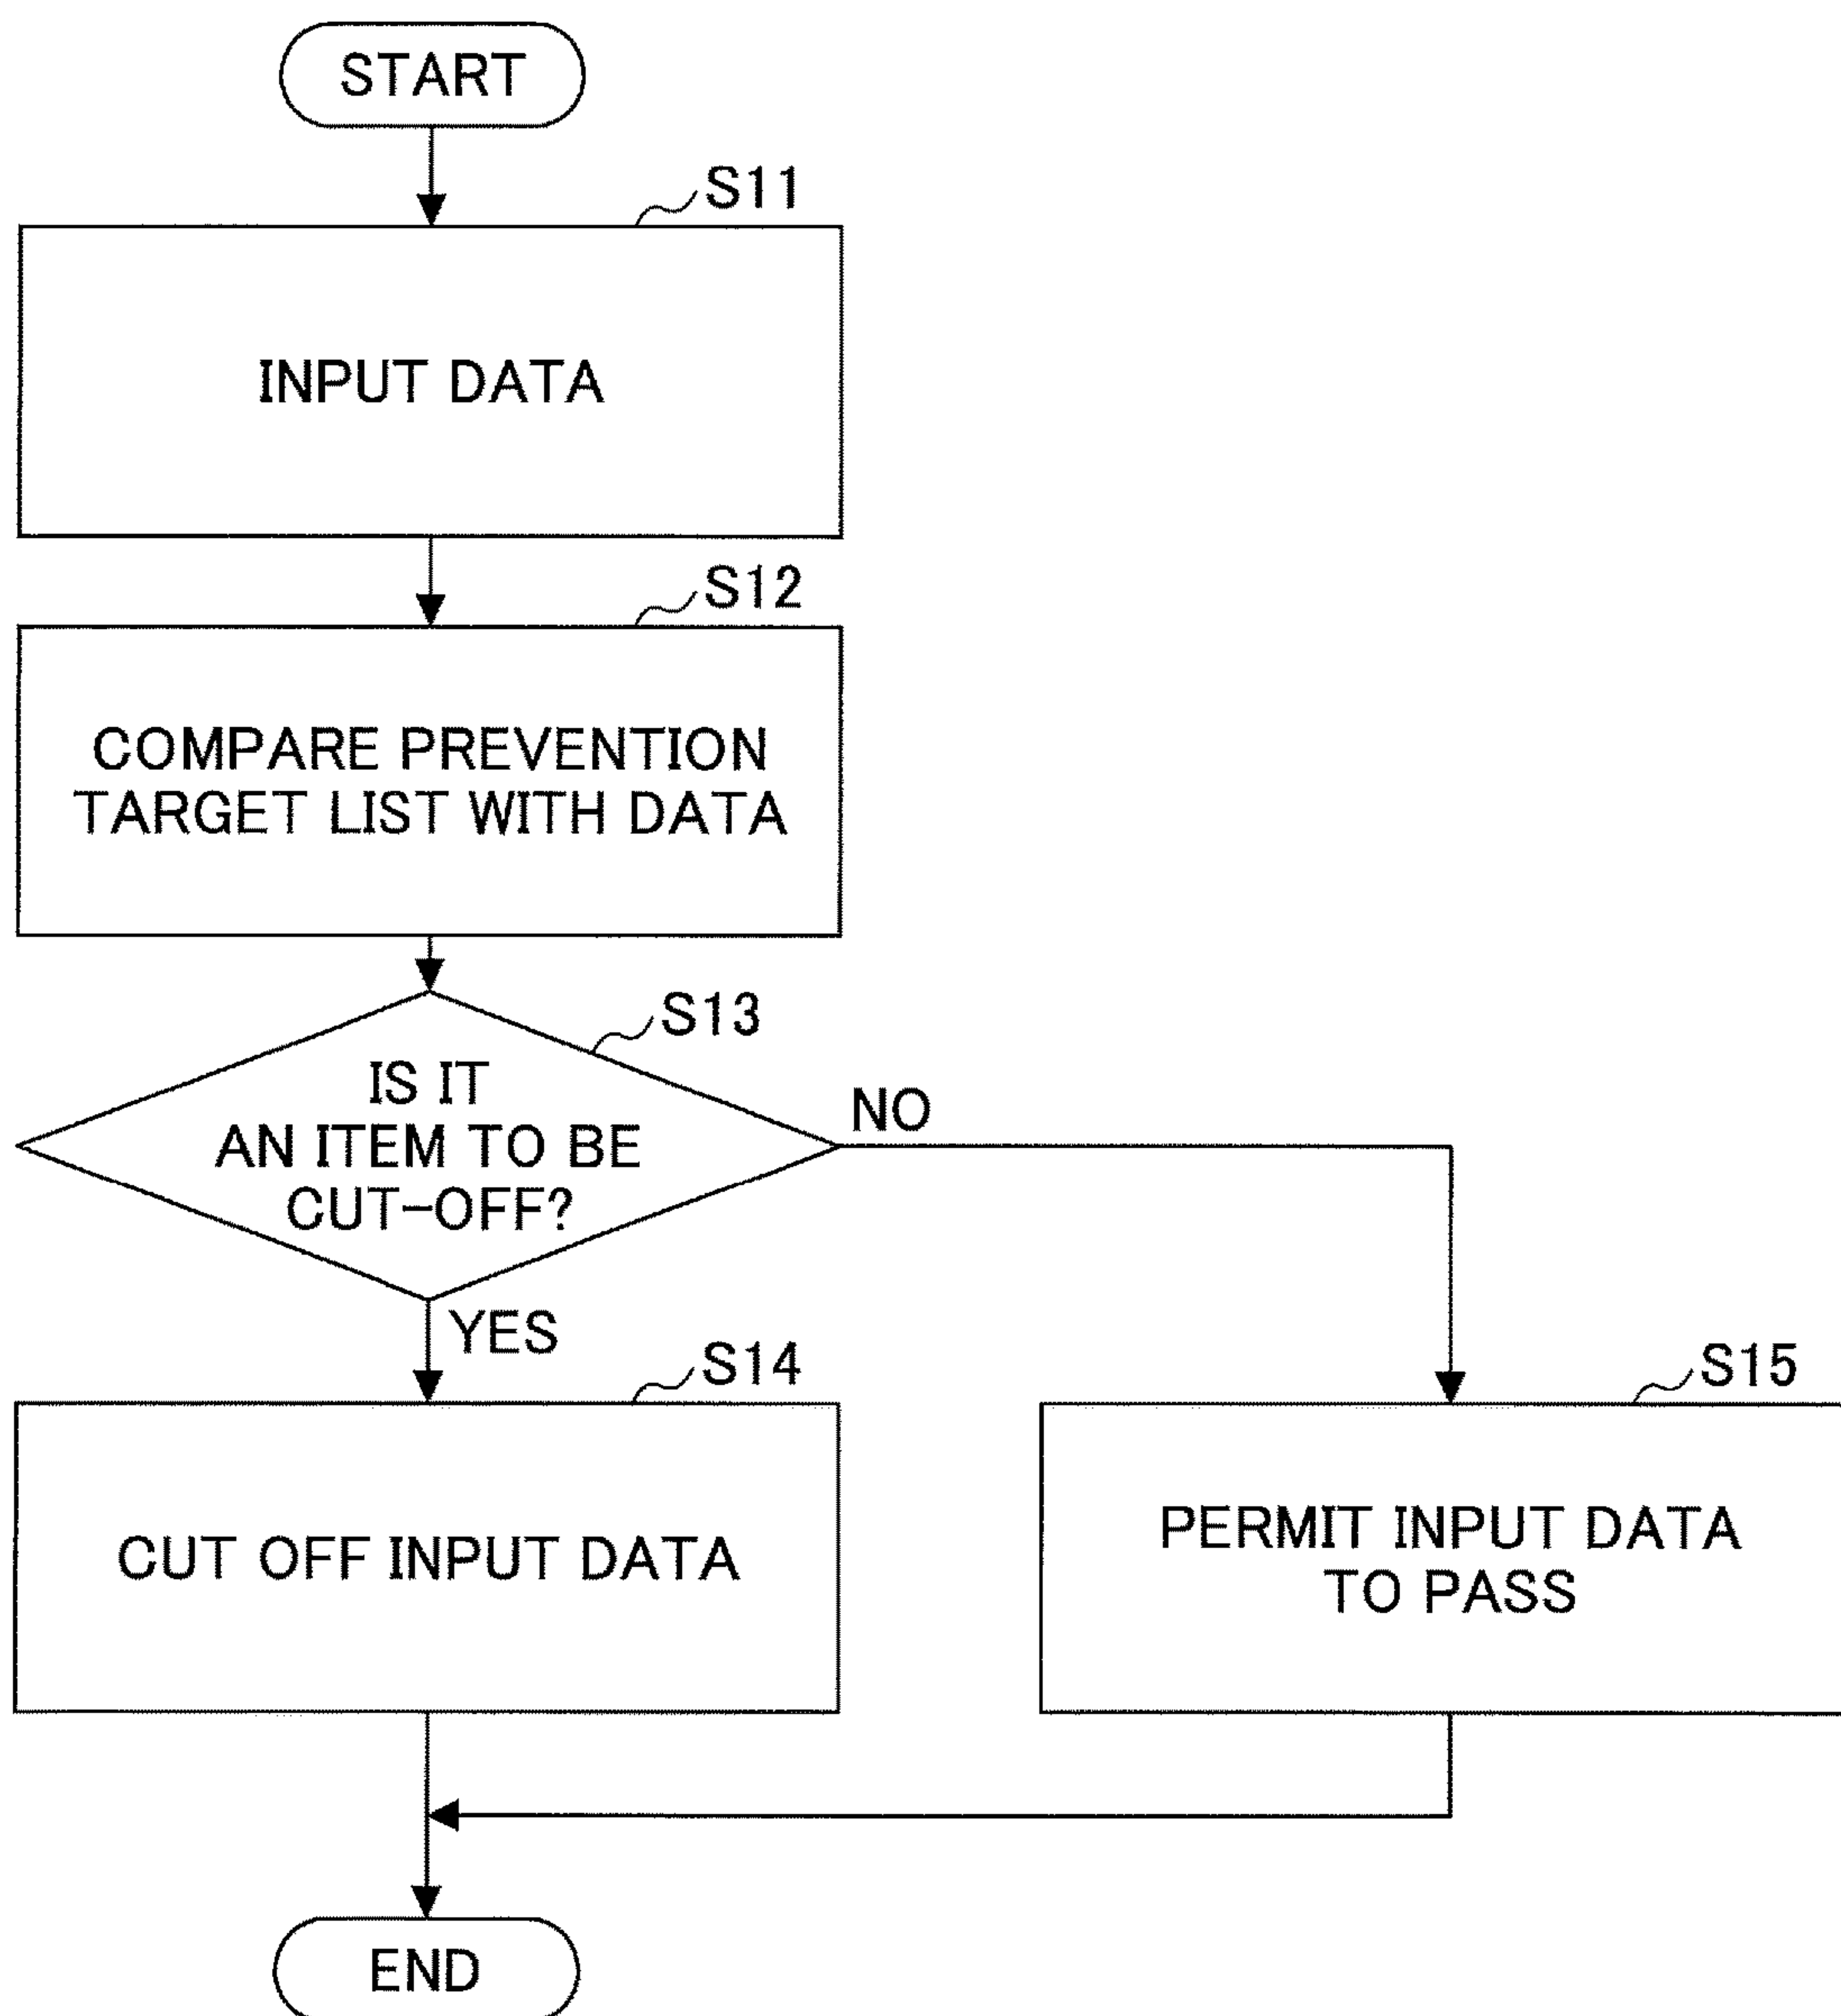 START
S11
INPUT DATA
S12
COMPARE PREVENTION
TARGET LIST WITH DATA
S13
IS IT
AN ITEM TO BE
CUT-OFF?
NO
YES
S14
CUT OFF INPUT DATA
S15
PERMIT INPUT DATA
TO PASS
END